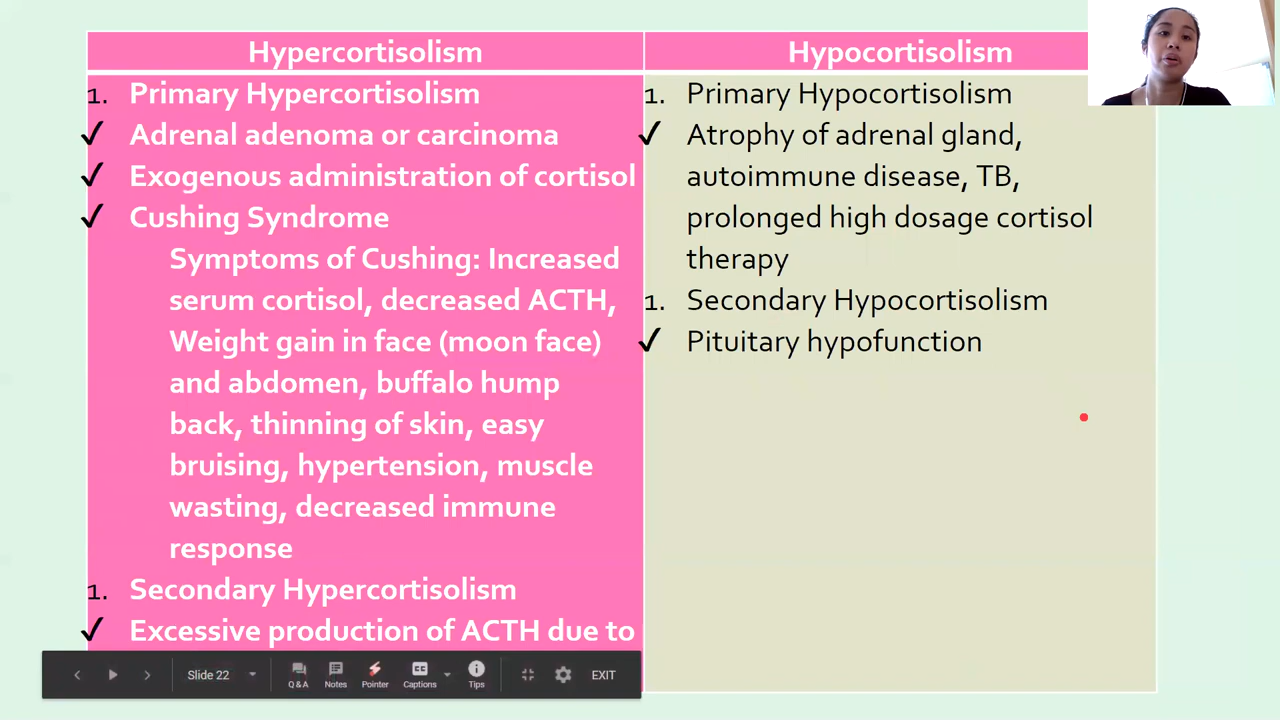 Hypercortisolism
1. Primary Hypercortisolism
✓ Adrenal adenoma or carcinoma
✓ Exogenous administration of cortisol
✓ Cushing Syndrome
Symptoms of Cushing: Increased
serum cortisol, decreased ACTH,
Weight gain in face (moon face)
and abdomen, buffalo hump
back, thinning of skin, easy
bruising, hypertension, muscle
wasting, decreased immune
response
1. Secondary Hypercortisolism
✓ Excessive production of ACTH due to
Hypocortisolism
1. Primary Hypocortisolism
✓ Atrophy of adrenal gland,
autoimmune disease, TB,
prolonged high dosage cortisol
therapy
1. Secondary Hypocortisolism
✓ Pituitary hypofunction
Slide 22
Q & A
Notes
Pointer
Captions
Tips
EXIT